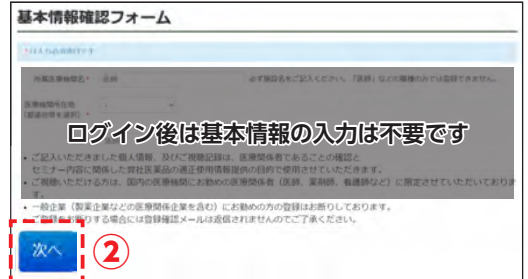 基本情報確認フォーム
*は入力必須項目です
所属医療機関名* 医師 必ず施設名をご記入ください。「医師」などの職種のみでは登録できません。
医療機関所在地
(都道府県を選択)*
ログイン後は基本情報の入力は不要です
• ご記入いただきました個人情報、及びご視聴記録は、医療関係者であることの確認と
セミナー内容に関係した弊社医薬品の適正使用情報提供の目的で使用させていただきます。
• ご視聴いただける方は、国内の医療機関にお勤めの医療関係者（医師、薬剤師、看護師など）に限定させていただいておりま
す。
• 一般企業（製薬企業などの医療関係企業を含む）にお勤めの方の登録はお断りしております。
ご登録をお断りする場合には登録確認メールは返信されませんのでご了承ください。
次へ ②